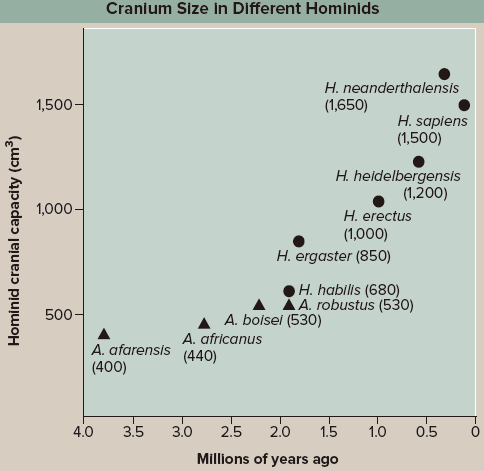 Cranium Size in Different Hominids
Hominid cranial capacity (cm³)
1,500
1,000
500
H. neanderthalensis
(1,650)
H. sapiens
(1,500)
H. heidelbergensis
(1,200)
H. erectus
(1,000)
H. ergaster (850)
H. habilis (680)
A. robustus (530)
A. boisei (530)
A. africanus
(440)
A. afarensis
(400)
4.0 3.5 3.0 2.5 2.0 1.5 1.0 0.5 0
Millions of years ago